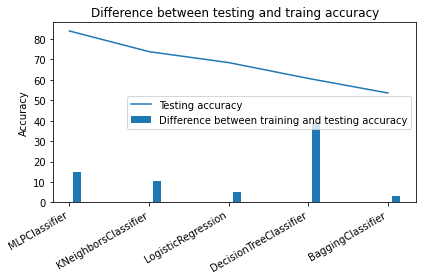 Difference between testing and traing accuracy
Accuracy
80
70
60
50
40
30
20
10
0
Testing accuracy
Difference between training and testing accuracy
MLPClassifier
KNeighborsClassifier
LogisticRegression
DecisionTreeClassifier
BaggingClassifier